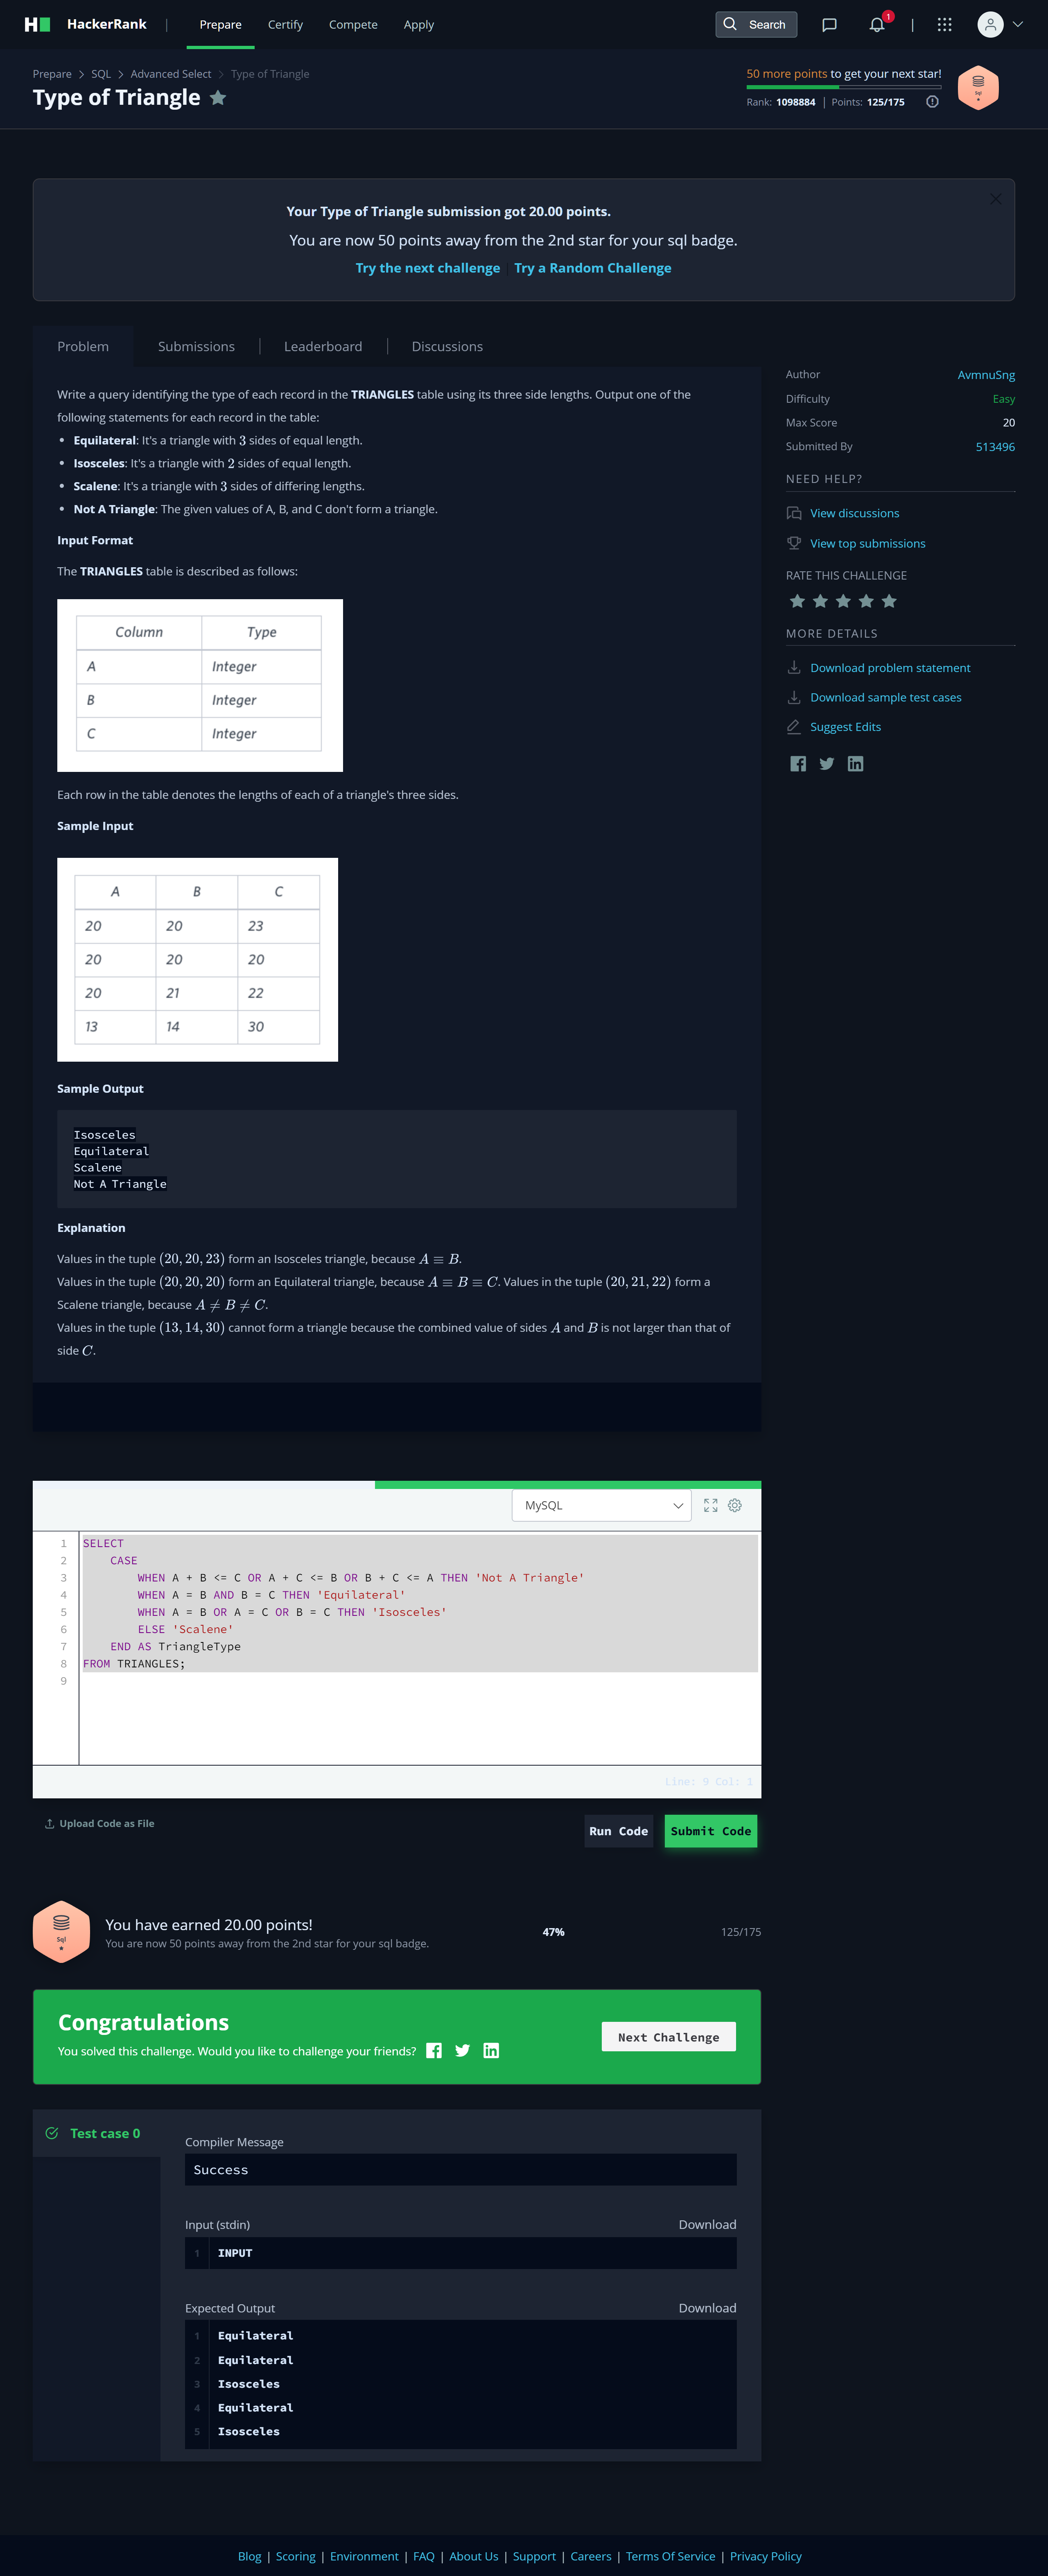 HackerRank | Prepare Certify Compete Apply Search 1 |
Prepare > SQL > Advanced Select > Type of Triangle
Type of Triangle
50 more points to get your next star!
Rank: 1098884 | Points: 125/175
Sql
Your Type of Triangle submission got 20.00 points.
You are now 50 points away from the 2nd star for your sql badge.
Try the next challenge | Try a Random Challenge
Problem Submissions | Leaderboard | Discussions
Write a query identifying the type of each record in the TRIANGLES table using its three side lengths. Output one of the
following statements for each record in the table:
• Equilateral: It's a triangle with 3 sides of equal length.
• Isosceles: It's a triangle with 2 sides of equal length.
• Scalene: It's a triangle with 3 sides of differing lengths.
• Not A Triangle: The given values of A, B, and C don't form a triangle.
Input Format
The TRIANGLES table is described as follows:
Column Type
A Integer
B Integer
C Integer
Each row in the table denotes the lengths of each of a triangle's three sides.
Sample Input
A B C
20 20 23
20 20 20
20 21 22
13 14 30
Sample Output
Isosceles
Equilateral
Scalene
Not A Triangle
Explanation
Values in the tuple (20, 20, 23) form an Isosceles triangle, because A ≡ B.
Values in the tuple (20, 20, 20) form an Equilateral triangle, because A ≡ B ≡ C. Values in the tuple (20, 21, 22) form a
Scalene triangle, because A ≠ B ≠ C.
Values in the tuple (13, 14, 30) cannot form a triangle because the combined value of sides A and B is not larger than that of
side C.
Author AvmnuSng
Difficulty Easy
Max Score 20
Submitted By 513496
NEED HELP?
View discussions
View top submissions
RATE THIS CHALLENGE
MORE DETAILS
Download problem statement
Download sample test cases
Suggest Edits
MySQL
1 SELECT
2 CASE
3 WHEN A + B <= C OR A + C <= B OR B + C <= A THEN 'Not A Triangle'
4 WHEN A = B AND B = C THEN 'Equilateral'
5 WHEN A = B OR A = C OR B = C THEN 'Isosceles'
6 ELSE 'Scalene'
7 END AS TriangleType
8 FROM TRIANGLES;
9
Line: 9 Col: 1
Upload Code as File
Run Code Submit Code
Sql
You have earned 20.00 points!
You are now 50 points away from the 2nd star for your sql badge.
47% 125/175
Congratulations
You solved this challenge. Would you like to challenge your friends?
Next Challenge
Test case 0
Compiler Message
Success
Input (stdin) Download
1 INPUT
Expected Output Download
1 Equilateral
2 Equilateral
3 Isosceles
4 Equilateral
5 Isosceles
Blog | Scoring | Environment | FAQ | About Us | Support | Careers | Terms Of Service | Privacy Policy